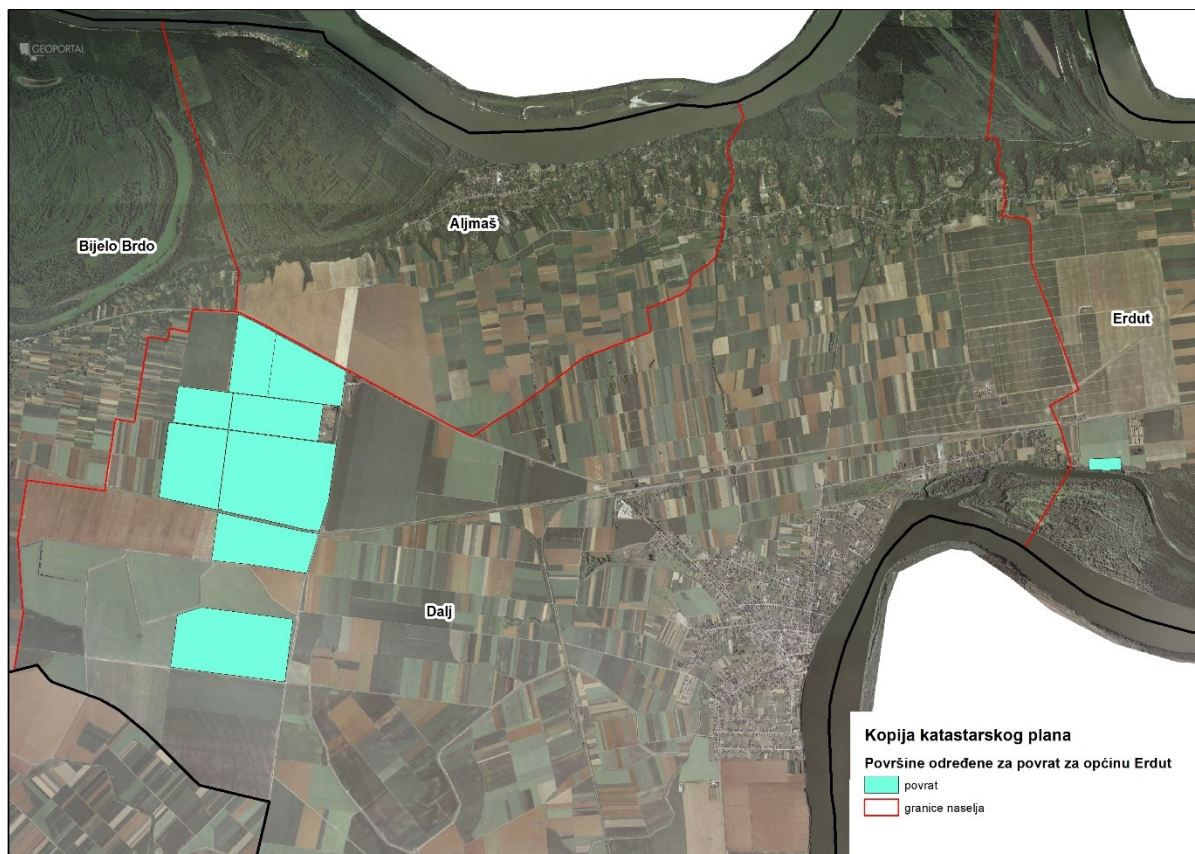 GEOPORTAL
Aljmaš
Bijelo Brdo
Erdut
Dalj
Kopija katastarskog plana
Površine određene za povrat za općinu Erdut
povrat
granice naselja